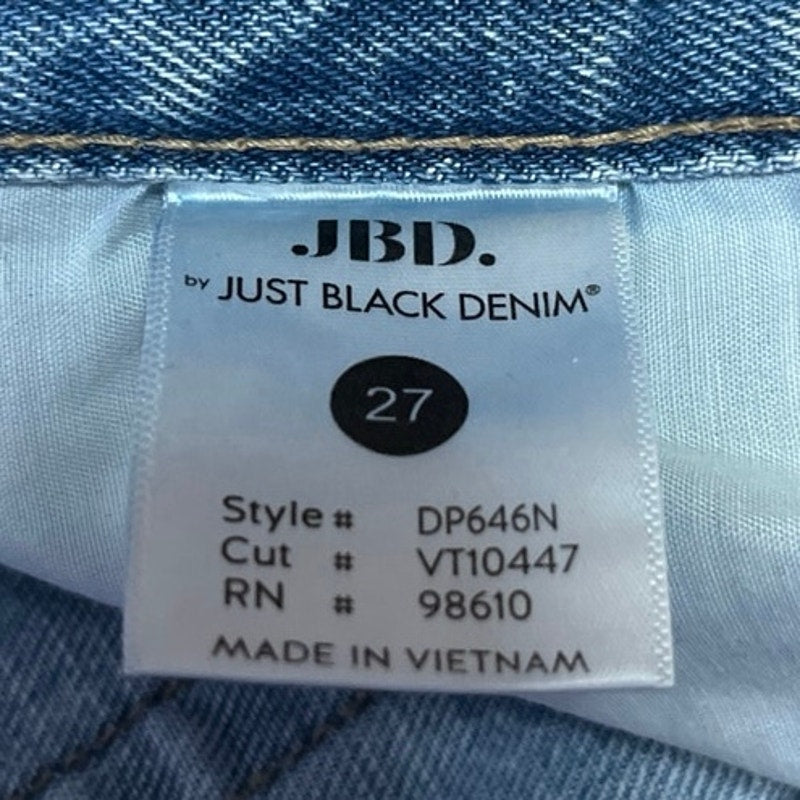 JBD.
by JUST BLACK DENIM®
27
Style # DP646N
Cut # VT10447
RN # 98610
MADE IN VIETNAM